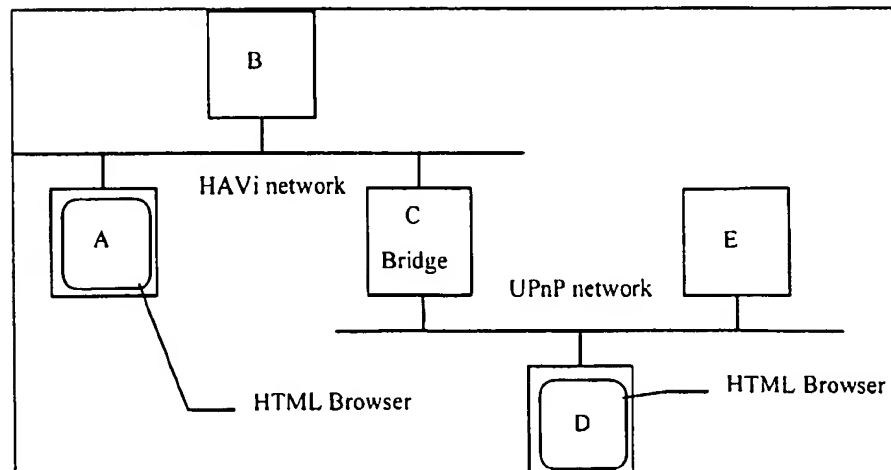 B
HAVi network
A
C
Bridge
E
UPnP network
HTML Browser
HTML Browser
D